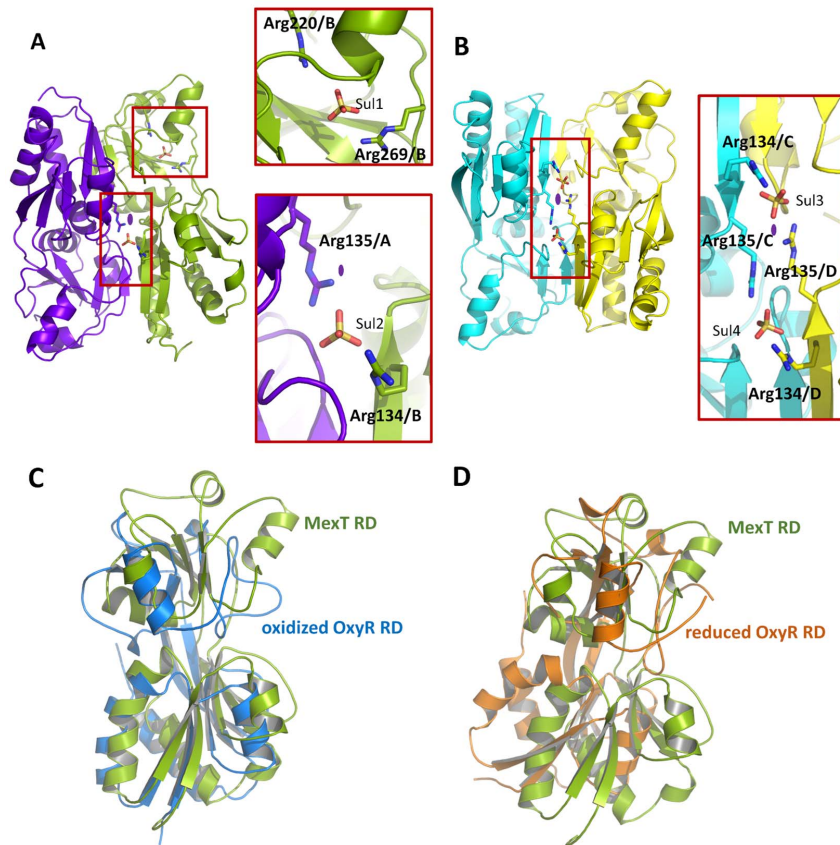 A
Arg220/B
Sul1
Arg269/B
Arg135/A
Sul2
Arg134/B
B
Arg134/C
Sul3
Arg135/C
Arg135/D
Sul4
Arg134/D
C
MexT RD
oxidized OxyR RD
D
MexT RD
reduced OxyR RD